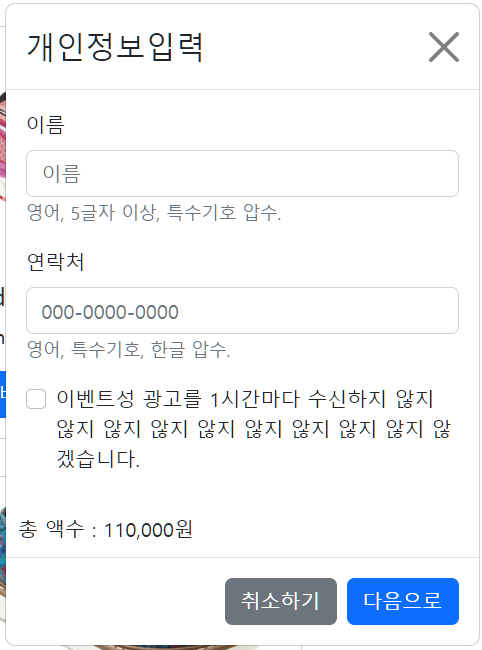 개인정보입력
이름
이름
영어, 5글자 이상, 특수기호 압수.
연락처
000-0000-0000
영어, 특수기호, 한글 압수.
이벤트성 광고를 1시간마다 수신하지 않지
않지 않지 않지 않지 않지 않지 않지 않지 않
겠습니다.
총 액수 : 110,000원
취소하기 다음으로